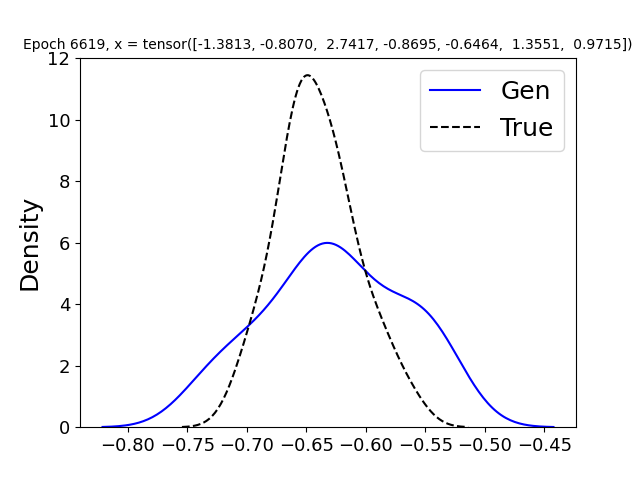 Epoch 6619, x = tensor([-1.3813, -0.8070,  2.7417, -0.8695, -0.6464,  1.3551,  0.9715])
12
10
8
6
4
2
0
Density
Gen
True
−0.80 −0.75 −0.70 −0.65 −0.60 −0.55 −0.50 −0.45